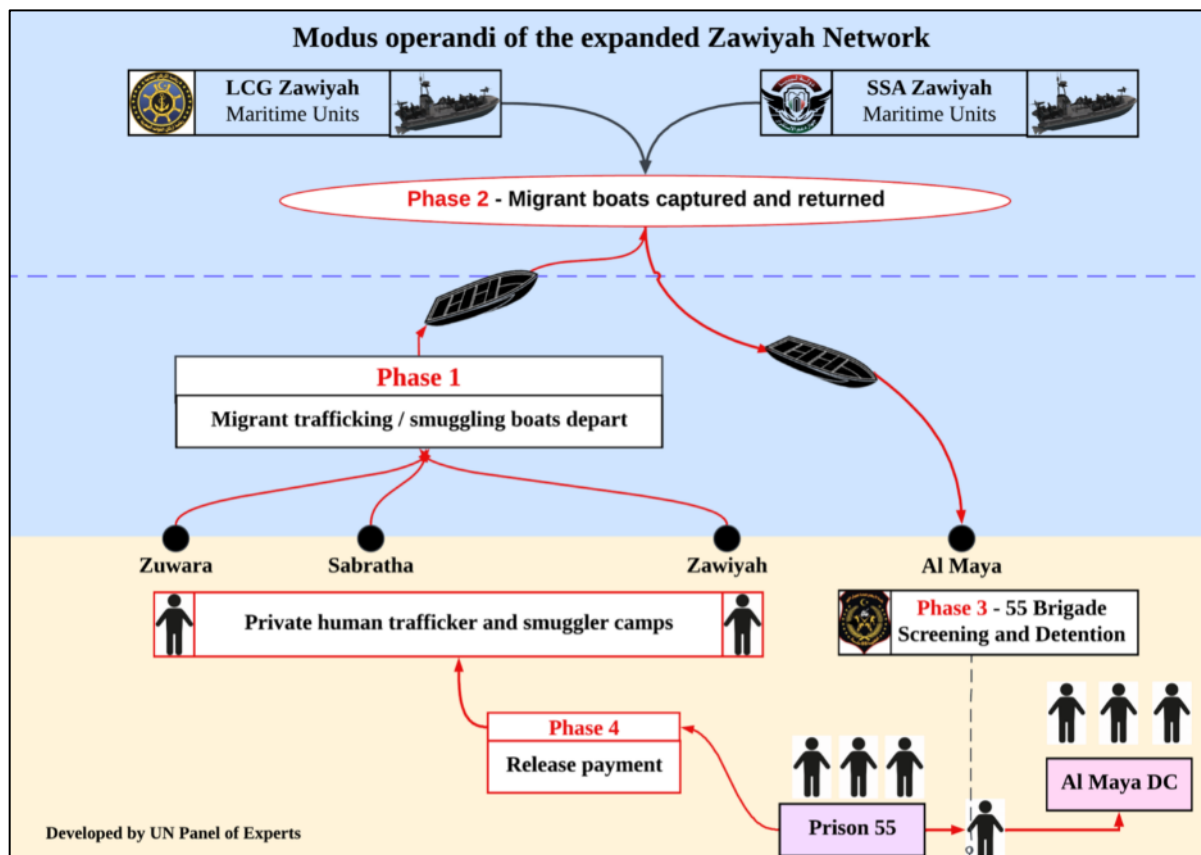 Modus operandi of the expanded Zawiyah Network
LCG Zawiyah
Maritime Units
SSA Zawiyah
Maritime Units
Phase 2 - Migrant boats captured and returned
Phase 1
Migrant trafficking / smuggling boats depart
Zuwara
Sabratha
Zawiyah
Al Maya
Private human trafficker and smuggler camps
Phase 3 - 55 Brigade
Screening and Detention
Phase 4
Release payment
Prison 55
Al Maya DC
Developed by UN Panel of Experts